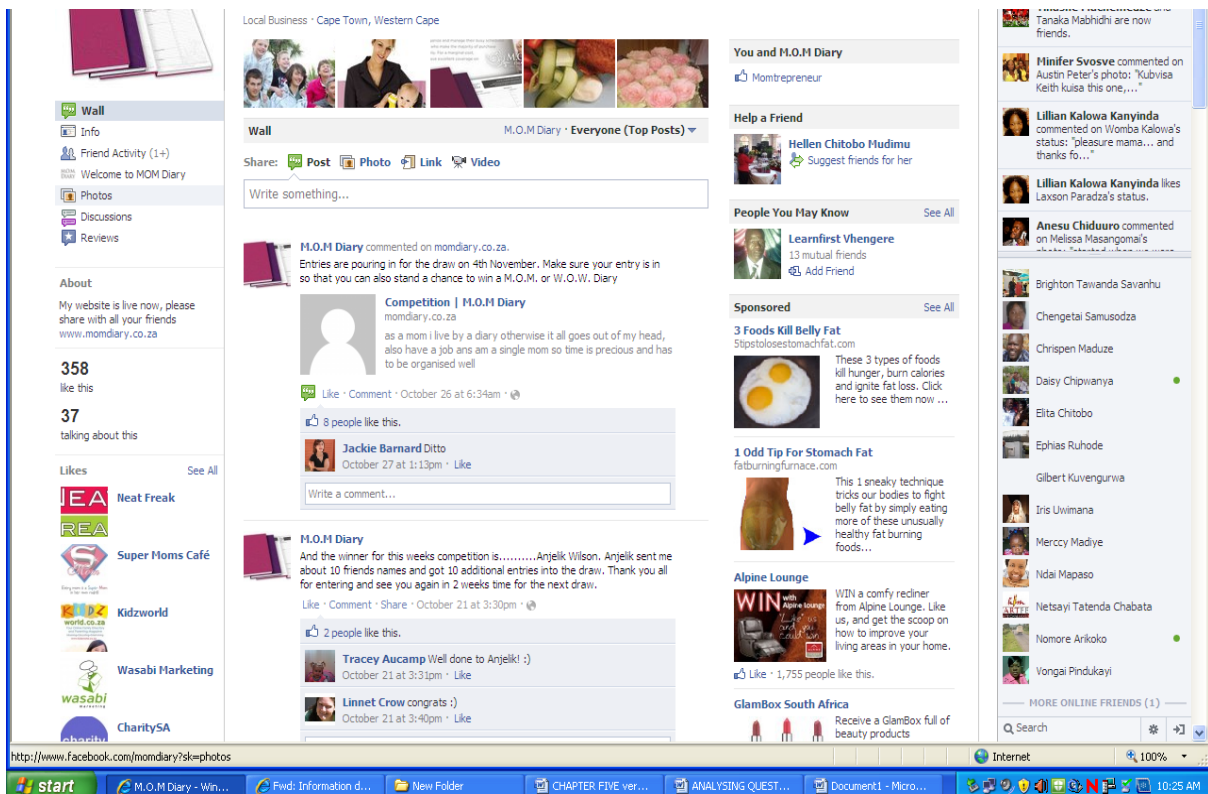 Local Business · Cape Town, Western Cape
Wall
Info
Friend Activity (1+)
Welcome to MOM Diary
Photos
Discussions
Reviews
About
My website is live now, please
share with all your friends
www.momdiary.co.za
358
like this
37
talking about this
Likes See All
NEA
REA
Neat Freak
Super Moms Café
KIDZ
world.co.za
Kidzworld
wasabi
marketing
Wasabi Marketing
charity
CharitySA
Wall M.O.M Diary · Everyone (Top Posts)
Share: Post Photo Link Video
Write something...
M.O.M Diary commented on momdiary.co.za.
Entries are pouring in for the draw on 4th November. Make sure your entry is in
so that you can also stand a chance to win a M.O.M. or W.O.W. Diary
Competition | M.O.M Diary
momdiary.co.za
as a mom i live by a diary otherwise it all goes out of my head,
also have a job ans am a single mom so time is precious and has
to be organised well
Like · Comment · October 26 at 6:34am ·
8 people like this.
Jackie Barnard Ditto
October 27 at 1:13pm · Like
Write a comment...
M.O.M Diary
And the winner for this weeks competition is..........Anjelik Wilson. Anjelik sent me
about 10 friends names and got 10 additional entries into the draw. Thank you all
for entering and see you again in 2 weeks time for the next draw.
Like · Comment · Share · October 21 at 3:30pm ·
2 people like this.
Tracey Aucamp Well done to Anjelik! :)
October 21 at 3:31pm · Like
Linnet Crow congrats :)
October 21 at 3:40pm · Like
You and M.O.M Diary
Momtrepreneur
Help a Friend
Hellen Chitobo Mudimu
Suggest friends for her
People You May Know See All
Learnfirst Vhengere
13 mutual friends
Add Friend
Sponsored See All
3 Foods Kill Belly Fat
5tipstolosestomachfat.com
These 3 types of foods
kill hunger, burn calories
and ignite fat loss. Click
here to see them now ...
1 Odd Tip For Stomach Fat
fatburningfurnace.com
This 1 sneaky technique
tricks our bodies to fight
belly fat by simply eating
more of these unusually
healthy fat burning
foods...
Alpine Lounge
WIN with
Alpine lounge
"Like"
us and
you
could win
WIN a comfy recliner
from Alpine Lounge. Like
us, and get the scoop on
how to improve your
living areas in your home.
Like · 1,755 people like this.
GlamBox South Africa
Receive a GlamBox full of
beauty products
Tanaka Mabhidhi are now
friends.
Minifer Svosve commented on
Austin Peter's photo: "Kubvisa
Keith kuisa this one,..."
Lillian Kalowa Kanyinda
commented on Womba Kalowa's
status: "pleasure mama... and
thanks fo..."
Lillian Kalowa Kanyinda likes
Laxson Paradza's status.
Anesu Chiduuro commented
on Melissa Masangomai's
photo: "started when we were
Brighton Tawanda Savanhu
Chengetai Samusodza
Chrispen Maduze
Daisy Chipwanya
Elita Chitobo
Ephias Ruhode
Gilbert Kuvengurwa
Iris Uwimana
Merccy Madiye
Ndai Mapaso
Netsayi Tatenda Chabata
Nomore Arikoko
Vongai Pindukayi
MORE ONLINE FRIENDS (1)
Search
http://www.facebook.com/momdiary?sk=photos Internet 100%
start M.O.M Diary - Win... Fwd: Information d... New Folder CHAPTER FIVE ver... ANALYSING QUEST... Document1 - Micro... 10:25 AM